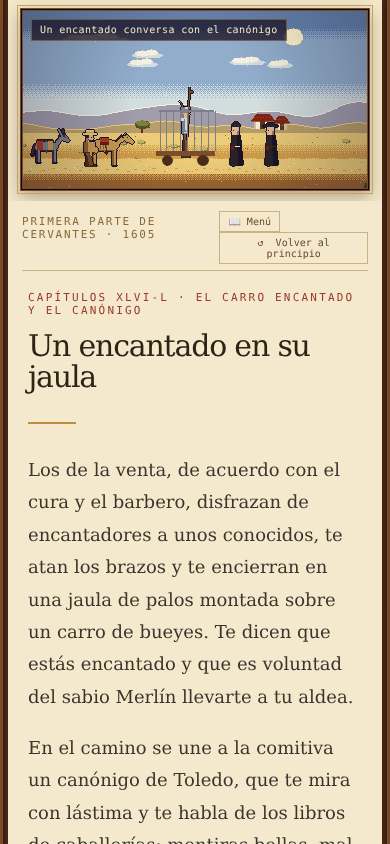 Un encantado conversa con el canónigo
PRIMERA PARTE DE
CERVANTES · 1605
📖 Menú
↺ Volver al
principio
CAPÍTULOS XLVI-L · EL CARRO ENCANTADO
Y EL CANÓNIGO
Un encantado en su
jaula
Los de la venta, de acuerdo con el
cura y el barbero, disfrazan de
encantadores a unos conocidos, te
atan los brazos y te encierran en
una jaula de palos montada sobre
un carro de bueyes. Te dicen que
estás encantado y que es voluntad
del sabio Merlín llevarte a tu aldea.
En el camino se une a la comitiva
un canónigo de Toledo, que te mira
con lástima y te habla de los libros
de caballerías: mentiras bellas, mal